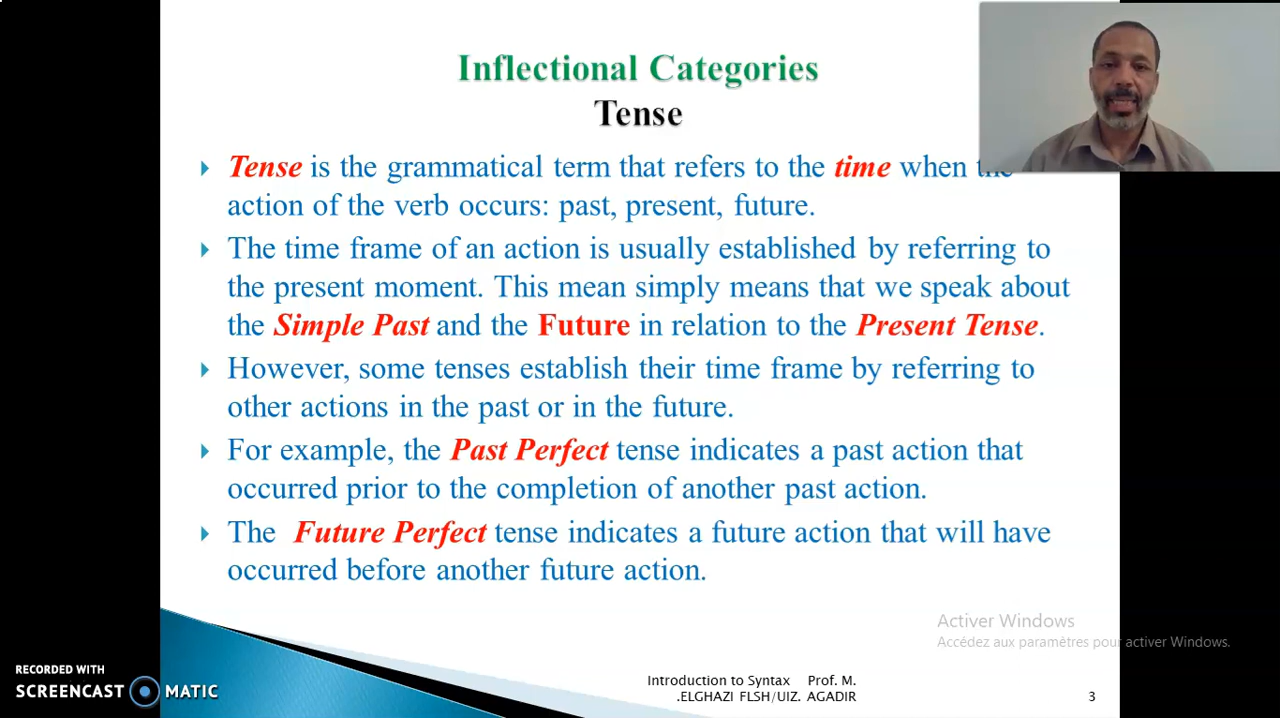 Inflectional Categories
Tense
Tense is the grammatical term that refers to the time when the
action of the verb occurs: past, present, future.
The time frame of an action is usually established by referring to
the present moment. This mean simply means that we speak about
the Simple Past and the Future in relation to the Present Tense.
However, some tenses establish their time frame by referring to
other actions in the past or in the future.
For example, the Past Perfect tense indicates a past action that
occurred prior to the completion of another past action.
The Future Perfect tense indicates a future action that will have
occurred before another future action.
Activer Windows
Accédez aux paramètres pour activer Windows.
RECORDED WITH
SCREENCAST MATIC
Introduction to Syntax Prof. M.
.ELGHAZI FLSH/UIZ. AGADIR
3